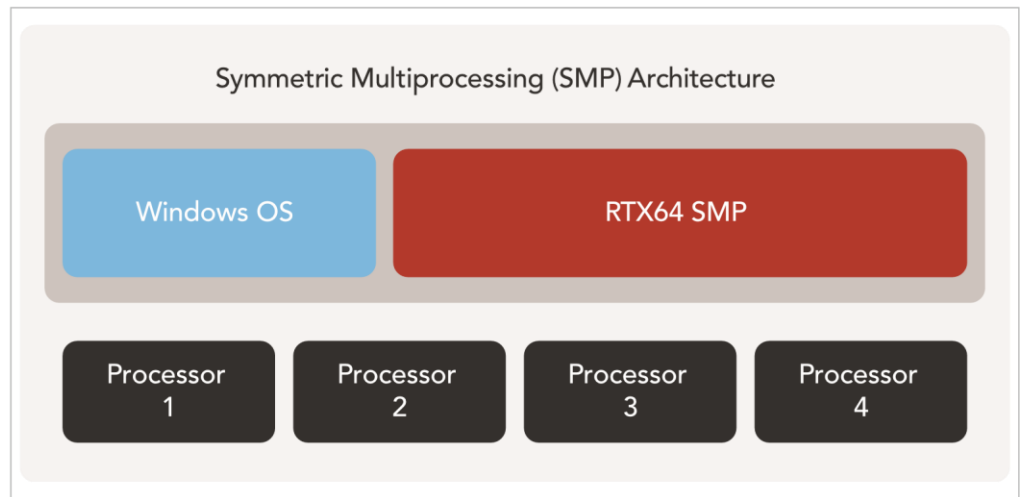 Symmetric Multiprocessing (SMP) Architecture
Windows OS
RTX64 SMP
Processor
1
Processor
2
Processor
3
Processor
4